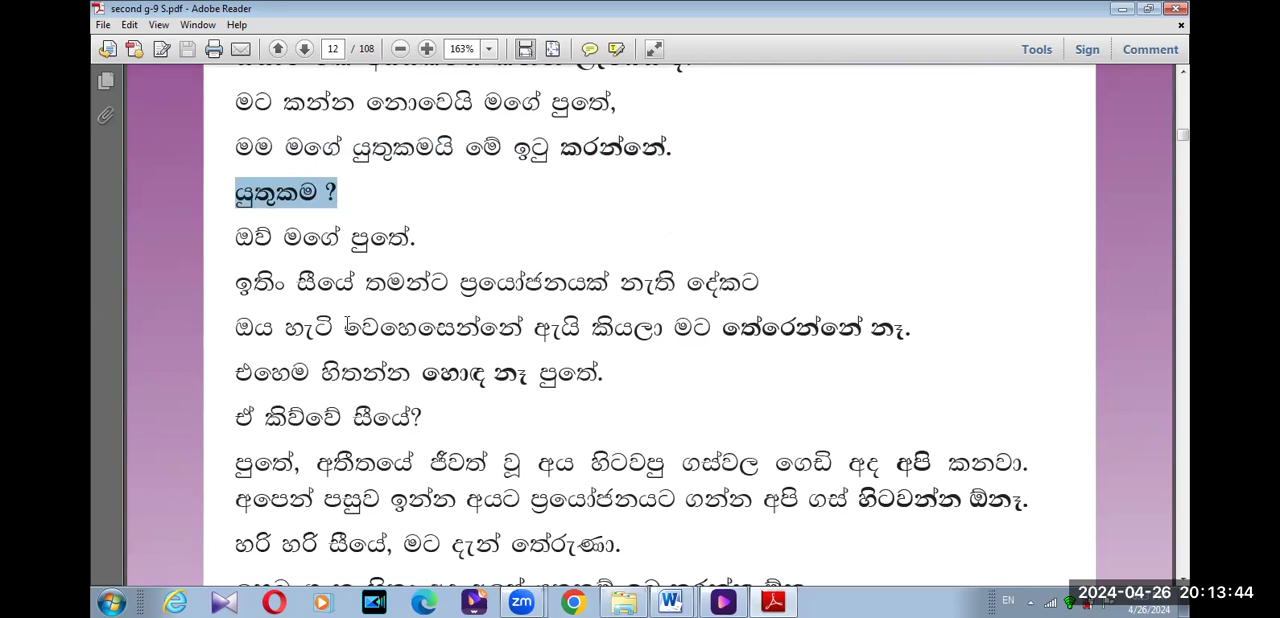 second g-9 S.pdf - Adobe Reader
File Edit View Window Help
12 / 108 163% Tools Sign Comment
මට කන්න නොවෙයි මගේ පුතේ,
මම මගේ යුතුකමයි මේ ඉටු කරන්නේ.
යුතුකම ?
ඔව් මගේ පුතේ.
ඉතිං සීයේ තමන්ට ප්‍රයෝජනයක් නැති දේකට
ඔය හැටි වෙහෙසෙන්නේ ඇයි කියලා මට තේරෙන්නේ නෑ.
එහෙම හිතන්න හොඳ නෑ පුතේ.
ඒ කිව්වේ සීයේ?
පුතේ, අතීතයේ ජීවත් වූ අය හිටවපු ගස්වල ගෙඩි අද අපි කනවා.
අපෙන් පසුව ඉන්න අයට ප්‍රයෝජනයට ගන්න අපි ගස් හිටවන්න ඕනෑ.
හරි හරි සීයේ, මට දැන් තේරුණා.
EN
2024-04-26 20:13:44
4/26/2024